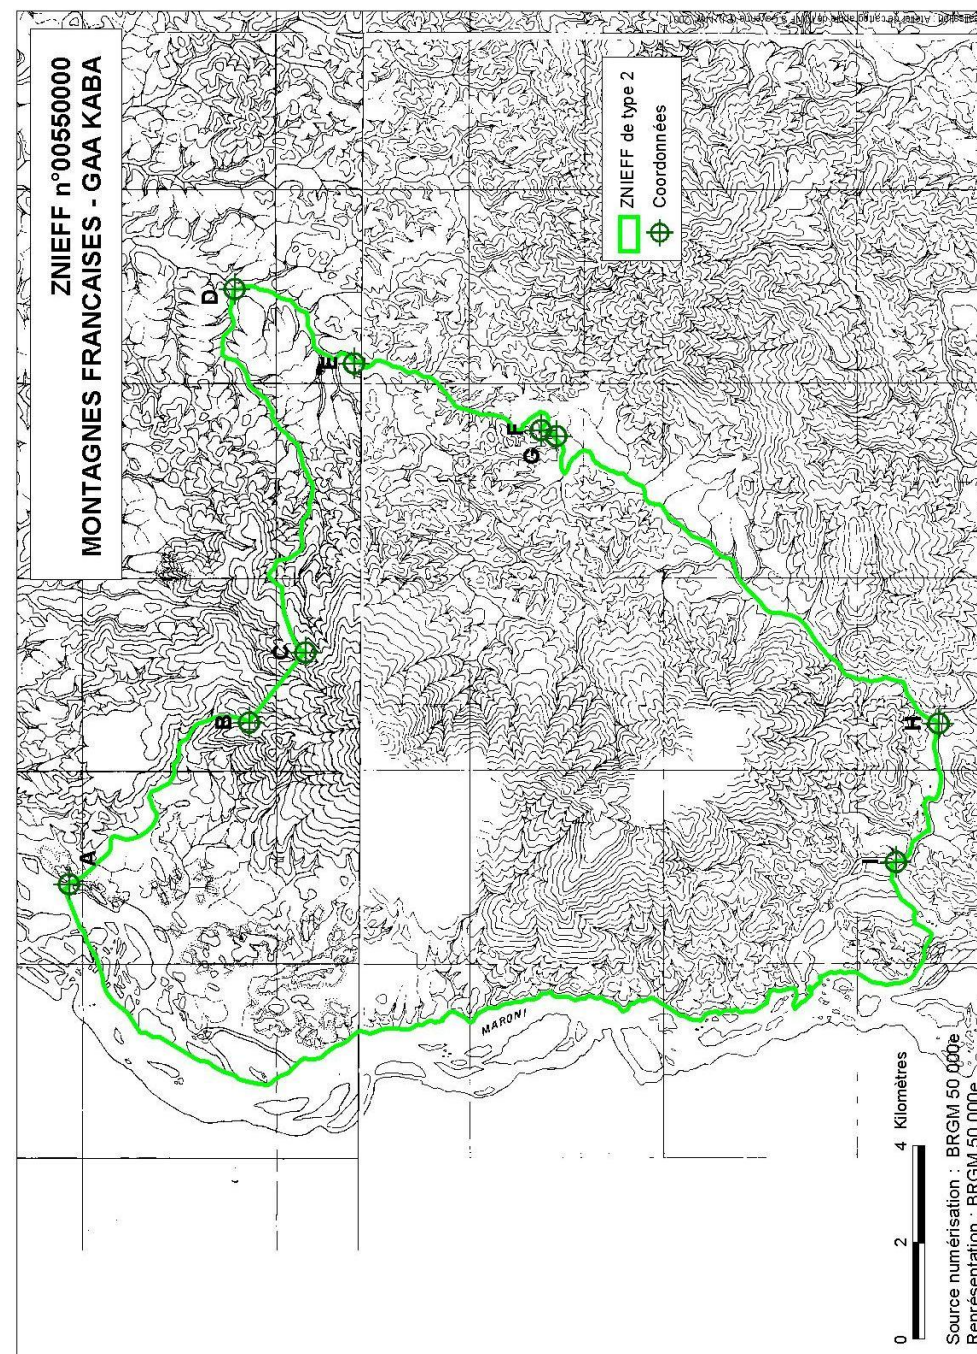 ZNIEFF n°00550000
MONTAGNES FRANCAISES - GAA KABA
ZNIEFF de type 2
Coordonnées
A
B
C
D
E
F
G
H
I
MARONI
0 2 4 Kilomètres
Source numérisation : BRGM 50 000e
Représentation : BRGM 50 000e